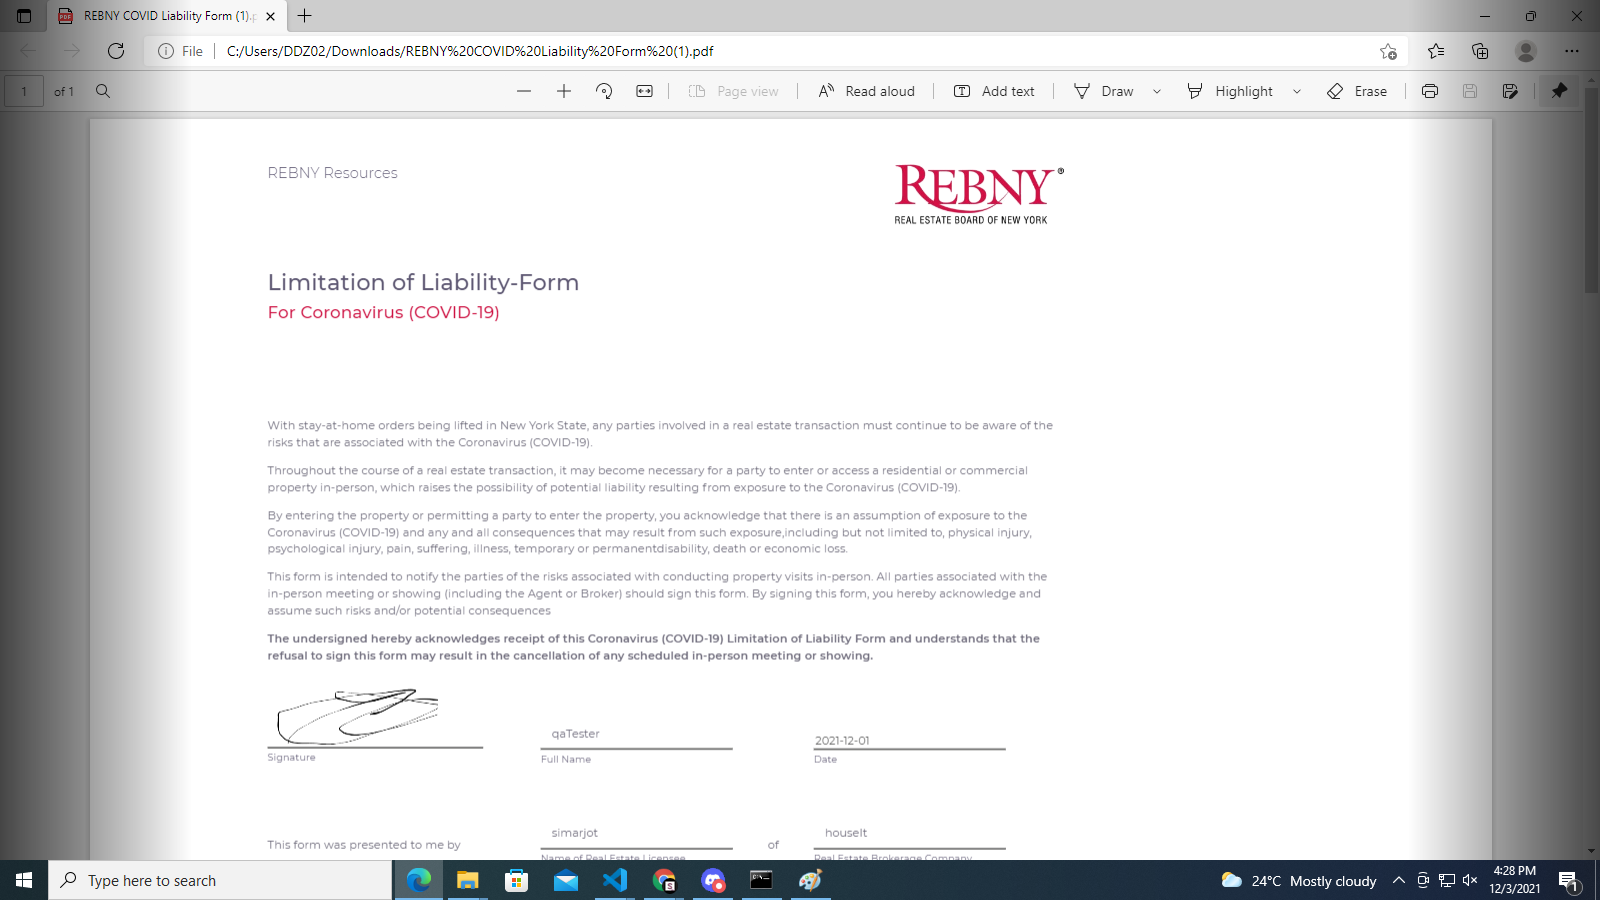 REBNY COVID Liability Form (1).p
File
C:/Users/DDZ02/Downloads/REBNY%20COVID%20Liability%20Form%20(1).pdf
1 of 1
Page view
Read aloud
Add text
Draw
Highlight
Erase
REBNY Resources
REBNY®
REAL ESTATE BOARD OF NEW YORK
Limitation of Liability-Form
For Coronavirus (COVID-19)
With stay-at-home orders being lifted in New York State, any parties involved in a real estate transaction must continue to be aware of the
risks that are associated with the Coronavirus (COVID-19).
Throughout the course of a real estate transaction, it may become necessary for a party to enter or access a residential or commercial
property in-person, which raises the possibility of potential liability resulting from exposure to the Coronavirus (COVID-19).
By entering the property or permitting a party to enter the property, you acknowledge that there is an assumption of exposure to the
Coronavirus (COVID-19) and any and all consequences that may result from such exposure,including but not limited to, physical injury,
psychological injury, pain, suffering, illness, temporary or permanentdisability, death or economic loss.
This form is intended to notify the parties of the risks associated with conducting property visits in-person. All parties associated with the
in-person meeting or showing (including the Agent or Broker) should sign this form. By signing this form, you hereby acknowledge and
assume such risks and/or potential consequences
The undersigned hereby acknowledges receipt of this Coronavirus (COVID-19) Limitation of Liability Form and understands that the
refusal to sign this form may result in the cancellation of any scheduled in-person meeting or showing.
qaTester
2021-12-01
Signature
Full Name
Date
simarjot
houseIt
This form was presented to me by
of
Name of Real Estate Licensee
Real Estate Brokerage Company
Type here to search
24°C Mostly cloudy
4:28 PM
12/3/2021
1